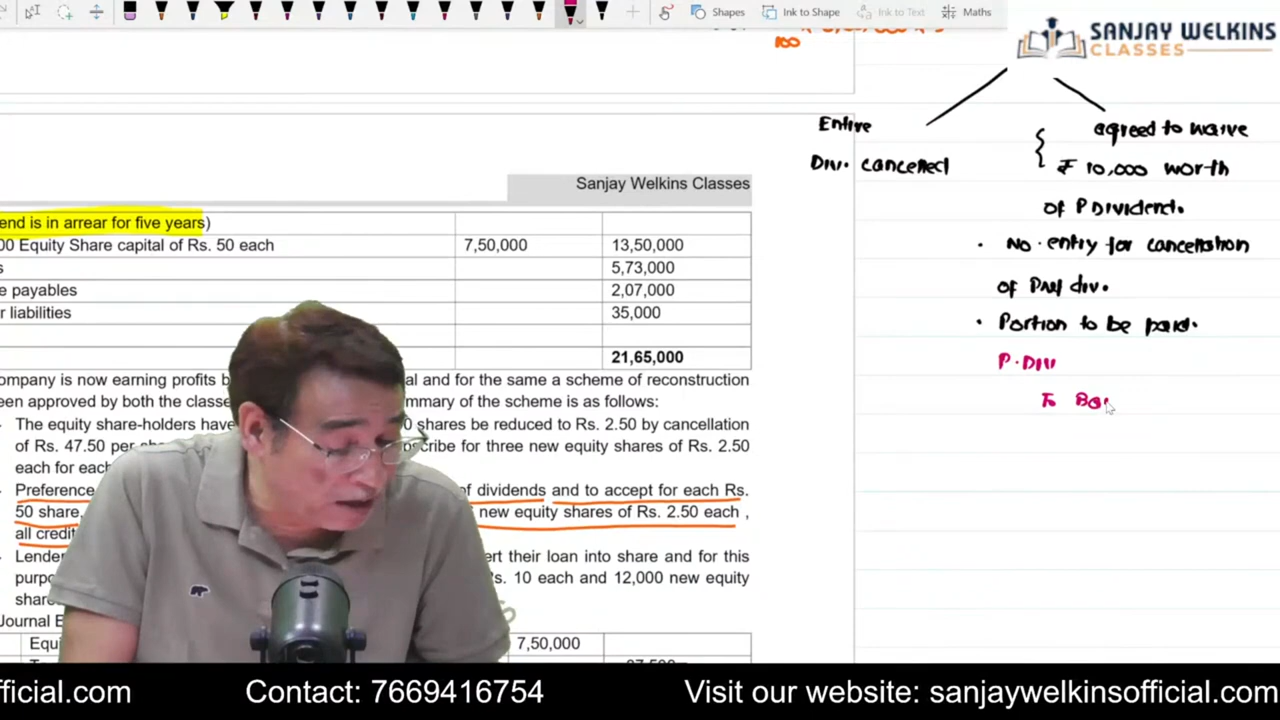 Shapes
Ink to Shape
Ink to Text
Maths
100
SANJAY WELKINS
CLASSES
Entire
Div. cancelled
agreed to waive
₹ 10,000 worth
of P Dividend.
· No entry for cancellation
of Pref div.
· Portion to be paid.
P. DIV
To Ba
Sanjay Welkins Classes
end is in arrear for five years)
00 Equity Share capital of Rs. 50 each 7,50,000 13,50,000
s 5,73,000
e payables 2,07,000
r liabilities 35,000
21,65,000
ompany is now earning profits b al and for the same a scheme of reconstruction
een approved by both the classe mmary of the scheme is as follows:
The equity share-holders have 0 shares be reduced to Rs. 2.50 by cancellation
of Rs. 47.50 per sh bscribe for three new equity shares of Rs. 2.50
each for each
Preference of dividends and to accept for each Rs.
50 share, new equity shares of Rs. 2.50 each ,
all credit
Lender ert their loan into share and for this
purpo s. 10 each and 12,000 new equity
share
Journal E
Equi 7,50,000
fficial.com Contact: 7669416754 Visit our website: sanjaywelkinsofficial.com